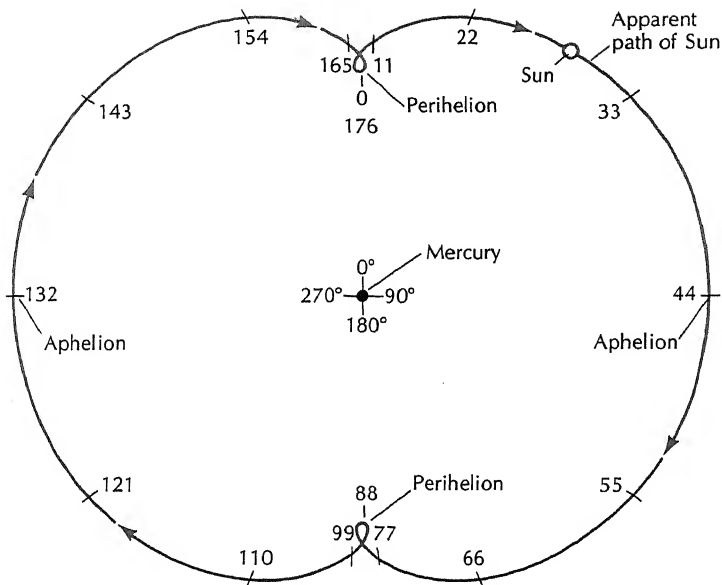 154
22
Apparent
path of Sun
165
11
Sun
Perihelion
0
176
143
33
Mercury
0°
270°
90°
180°
132
44
Aphelion
Aphelion
121
88
Perihelion
55
99
77
110
66